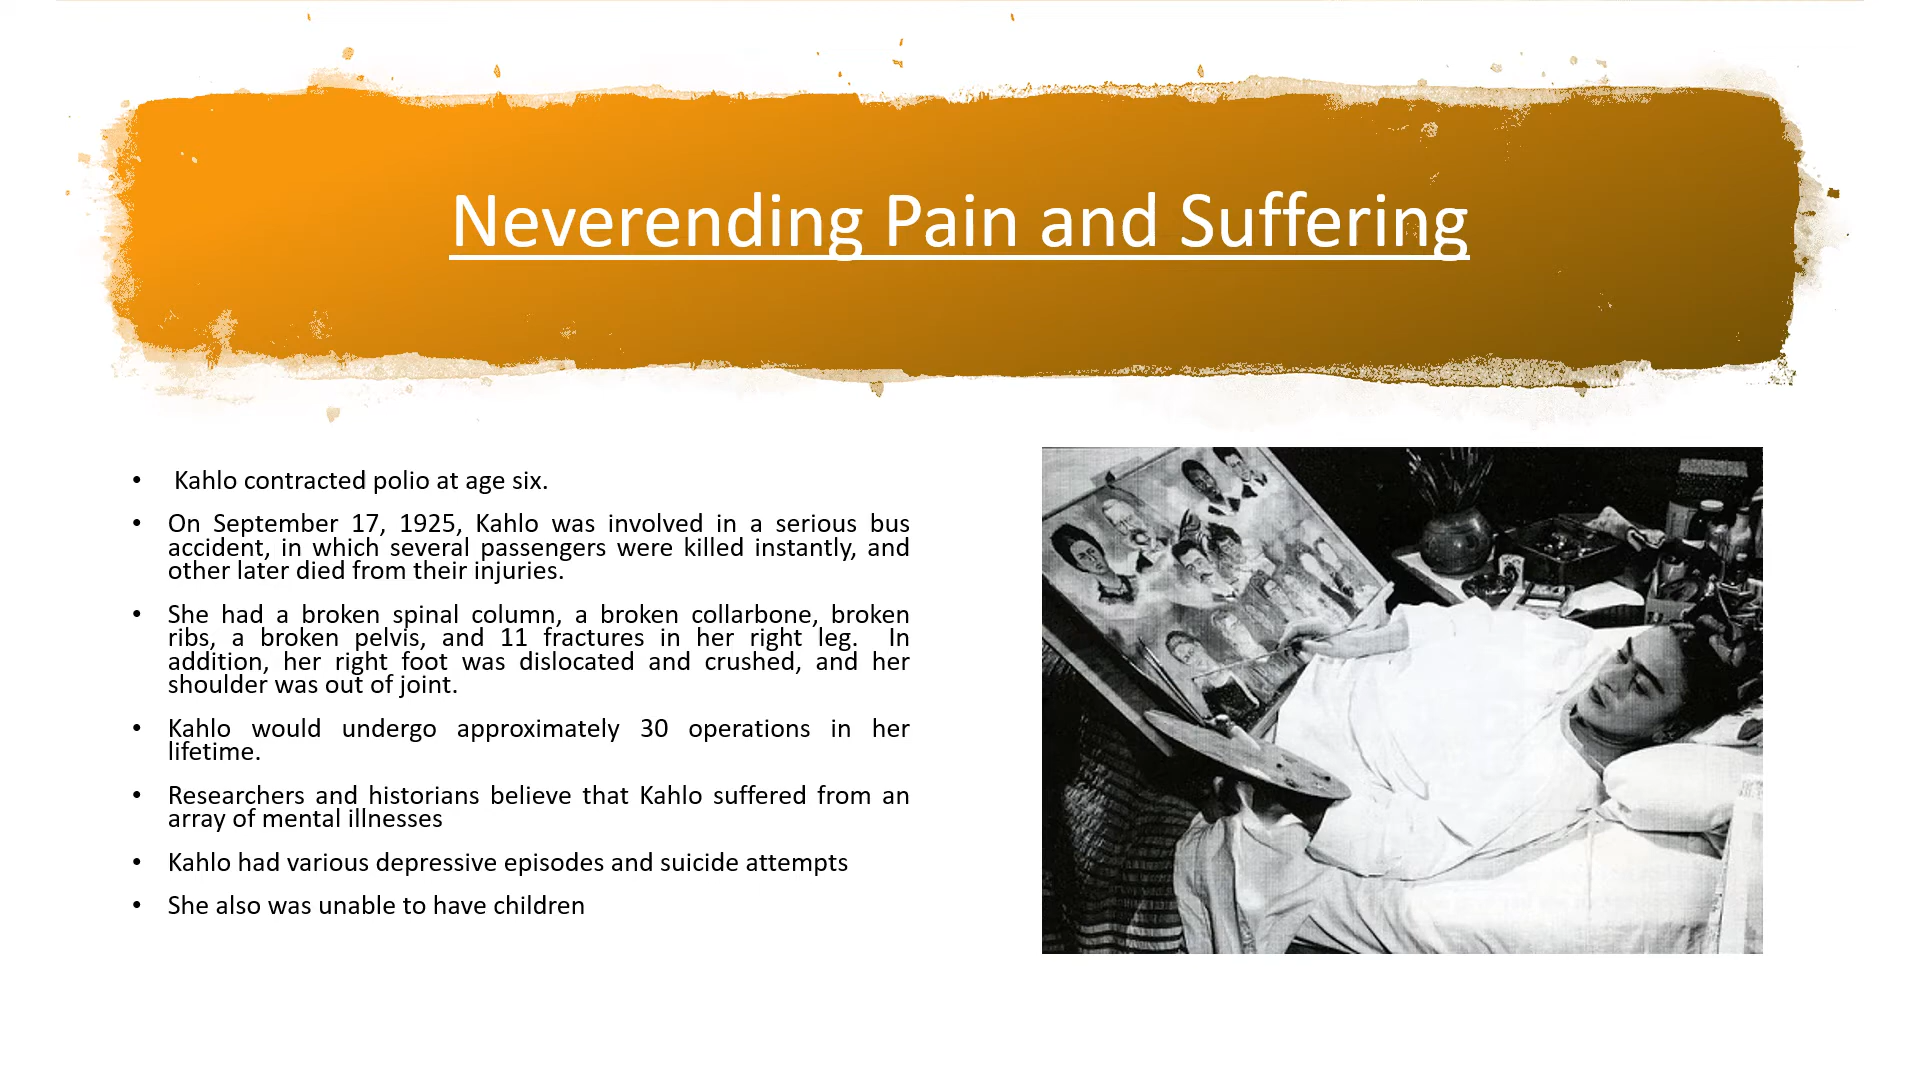 Neverending Pain and Suffering
• Kahlo contracted polio at age six.
• On September 17, 1925, Kahlo was involved in a serious bus
accident, in which several passengers were killed instantly, and
other later died from their injuries.
• She had a broken spinal column, a broken collarbone, broken
ribs, a broken pelvis, and 11 fractures in her right leg.  In
addition, her right foot was dislocated and crushed, and her
shoulder was out of joint.
• Kahlo would undergo approximately 30 operations in her
lifetime.
• Researchers and historians believe that Kahlo suffered from an
array of mental illnesses
• Kahlo had various depressive episodes and suicide attempts
• She also was unable to have children